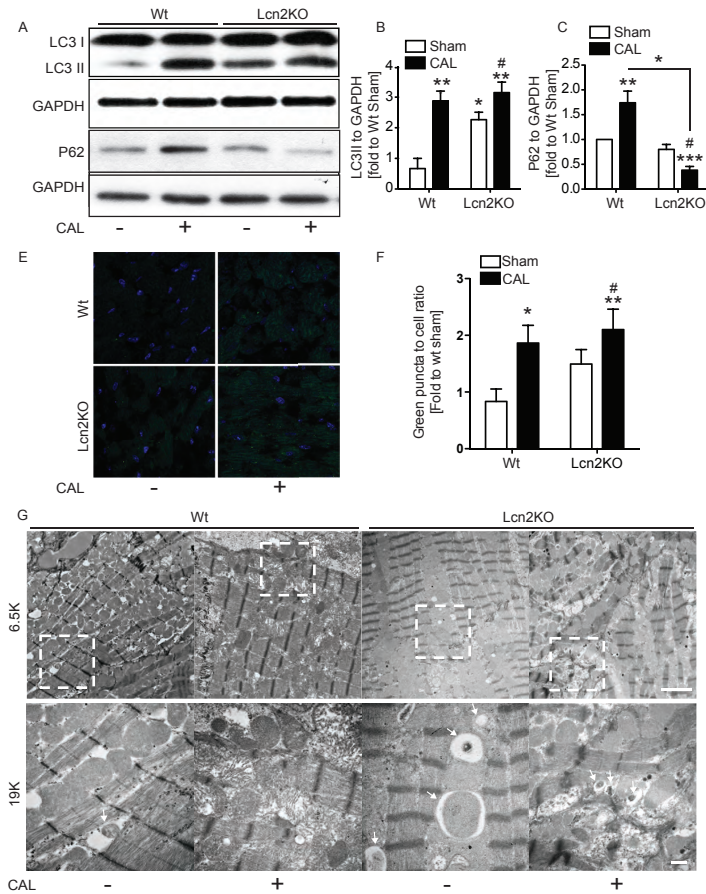 A
Wt
Lcn2KO
LC3 I
LC3 II
GAPDH
P62
GAPDH
CAL
- + - +
B
Sham
CAL
LC3II to GAPDH
[fold to Wt Sham]
4
3
2
1
0
**
*
#
**
Wt
Lcn2KO
C
Sham
CAL
P62 to GAPDH
[fold to Wt Sham]
2.5
2.0
1.5
1.0
0.5
0.0
**
*
#
***
Wt
Lcn2KO
E
Wt
Lcn2KO
CAL
- +
F
Sham
CAL
Green puncta to cell ratio
[Fold to wt sham]
3
2
1
0
*
#
**
Wt
Lcn2KO
G
Wt
Lcn2KO
6.5K
19K
CAL
- + - +